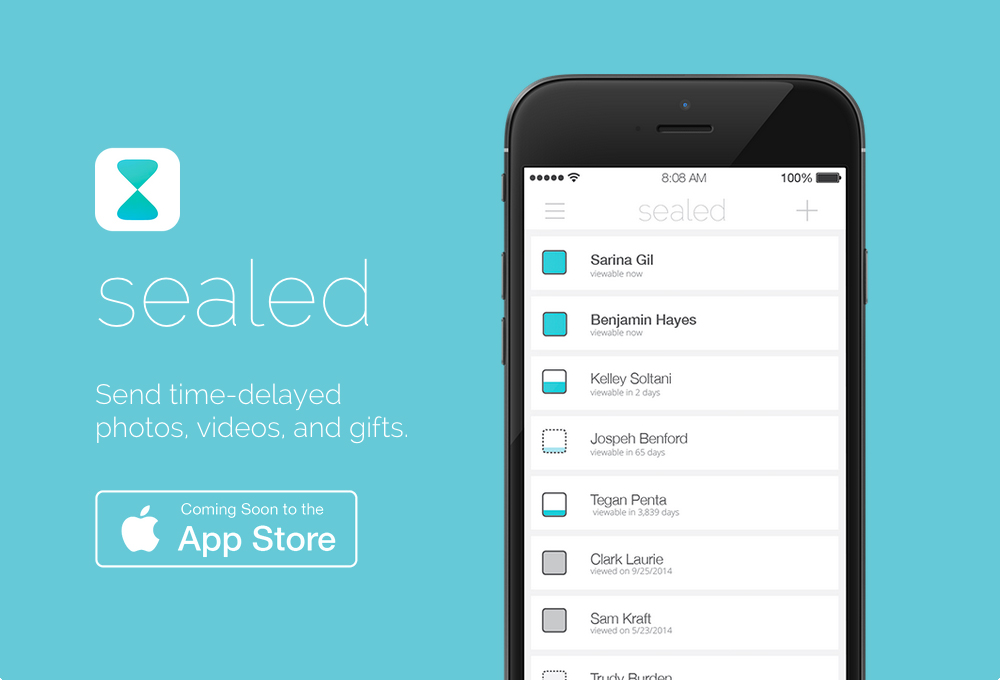 sealed
Send time-delayed
photos, videos, and gifts.
Coming Soon to the
App Store
8:08 AM
100%
sealed
Sarina Gil
viewable now
Benjamin Hayes
viewable now
Kelley Soltani
viewable in 2 days
Jospeh Benford
viewable in 65 days
Tegan Penta
viewable in 3,839 days
Clark Laurie
viewed on 9/25/2014
Sam Kraft
viewed on 5/23/2014
Trudy Burden